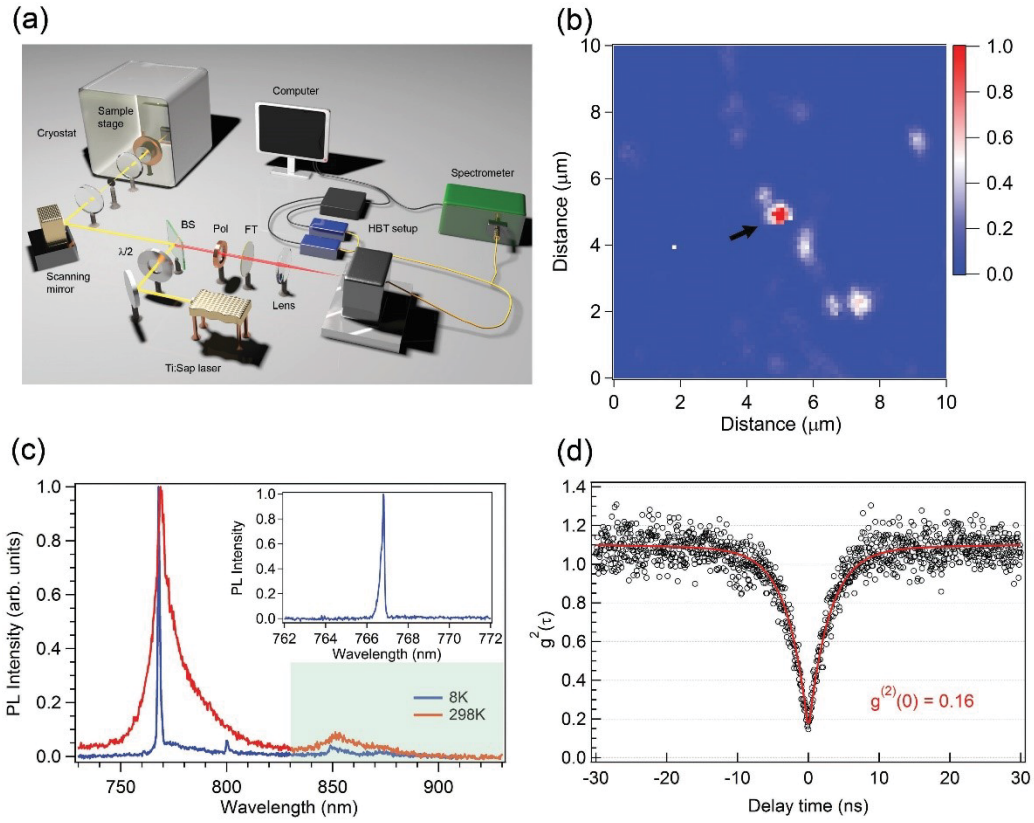 (a)
Computer
Sample
stage
Cryostat
Spectrometer
BS
Pol
FT
HBT setup
λ/2
Scanning
mirror
Lens
Ti:Sap laser
(b)
10
8
6
4
2
0
Distance (μm)
0
2
4
6
8
10
Distance (μm)
1.0
0.8
0.6
0.4
0.2
0.0
(c)
1.0
0.8
0.6
0.4
0.2
0.0
PL Intensity (arb. units)
750
800
850
900
Wavelength (nm)
1.0
0.8
0.6
0.4
0.2
0.0
PL Intensity
762
764
766
768
770
772
Wavelength (nm)
8K
298K
(d)
1.4
1.2
1.0
0.8
0.6
0.4
0.2
0.0
g²(τ)
g⁽²⁾(0) = 0.16
-30
-20
-10
0
10
20
30
Delay time (ns)